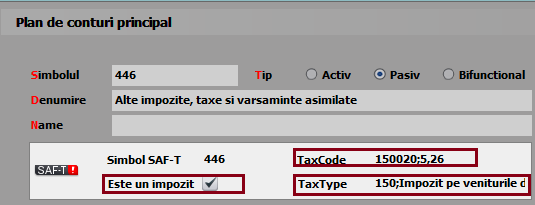 Plan de conturi principal
Simbolul 446 Tip Activ Pasiv Bifunctional
Denumire Alte impozite, taxe si varsaminte asimilate
Name
SAF-T! Simbol SAF-T 446 TaxCode 150020;5,26
Este un impozit TaxType 150;Impozit pe veniturile d